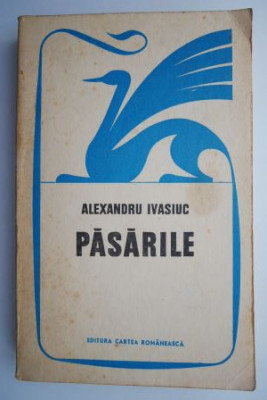 ALEXANDRU IVASIUC
PĂSĂRILE
EDITURA CARTEA ROMÂNEASCĂ